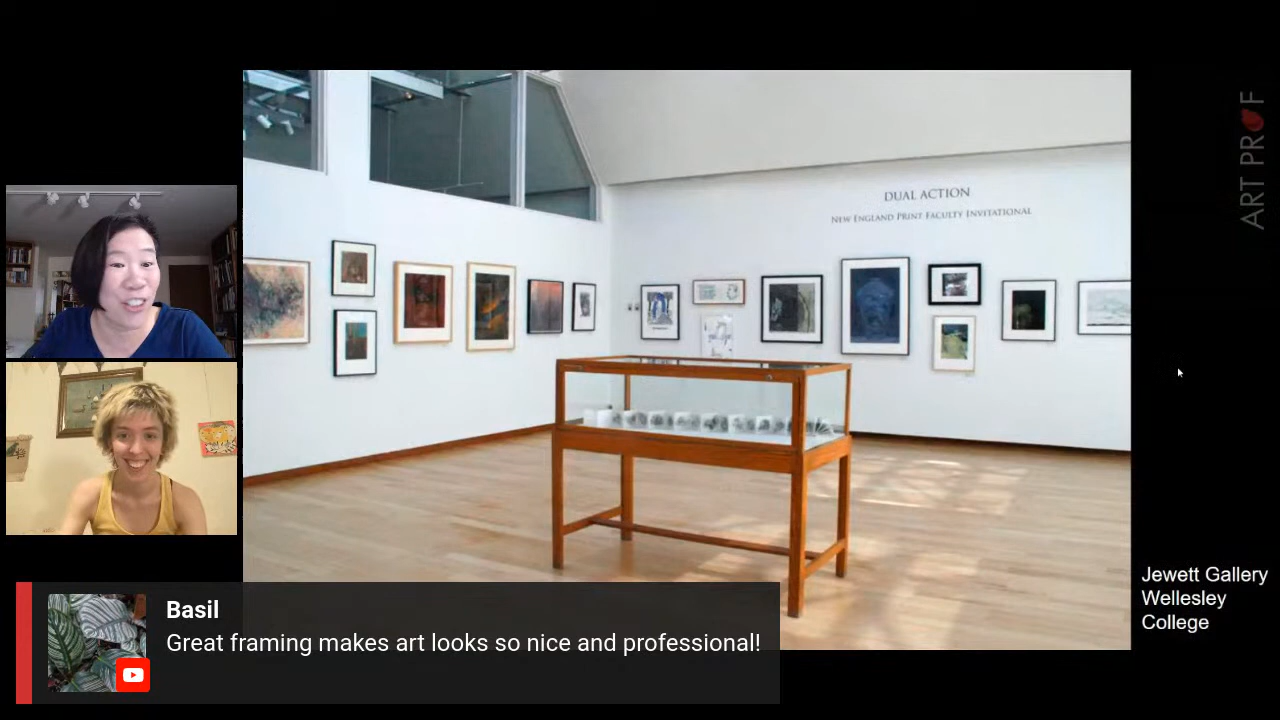 DUAL ACTION
NEW ENGLAND PRINT FACULTY INVITATIONAL
ART PROF
Jewett Gallery
Wellesley
College
Basil
Great framing makes art looks so nice and professional!